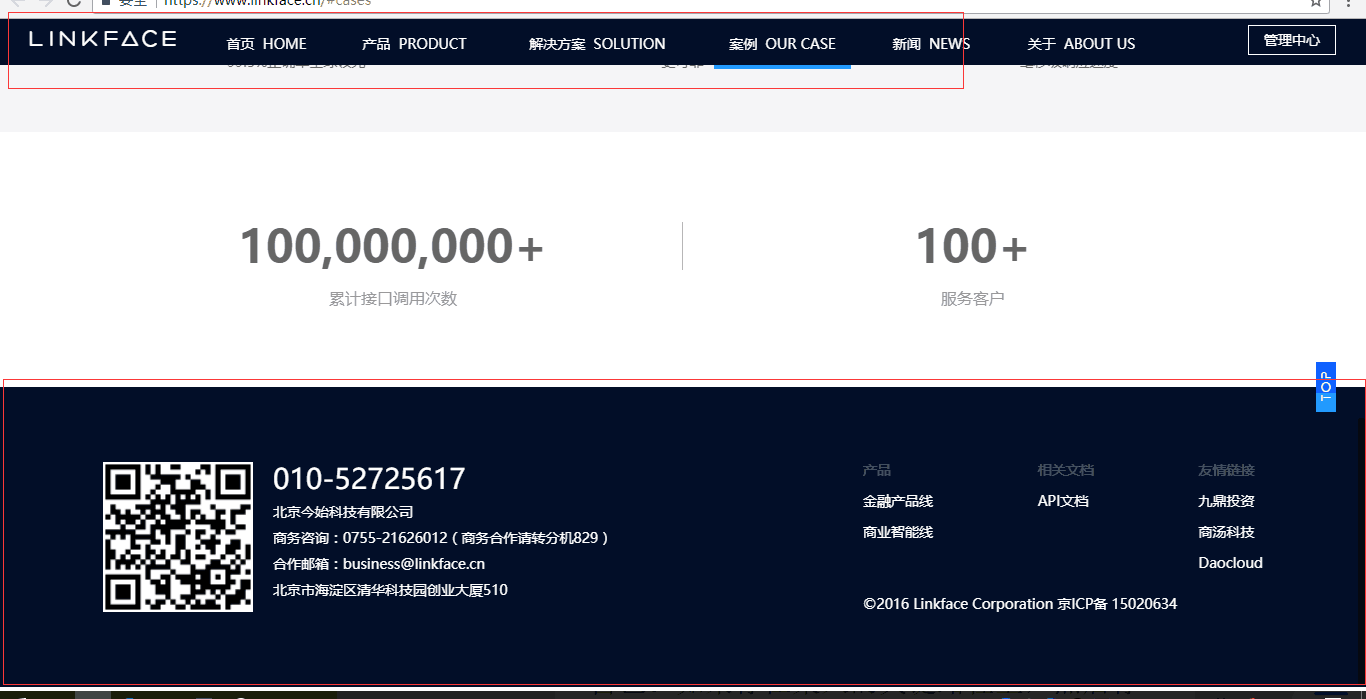 安全 https://www.linkface.cn/#cases
LINKFACE 首页 HOME 产品 PRODUCT 解决方案 SOLUTION 案例 OUR CASE 新闻 NEWS 关于 ABOUT US 管理中心
100,000,000+ 100+
累计接口调用次数 服务客户
TOP
010-52725617
北京今始科技有限公司
商务咨询：0755-21626012（商务合作请转分机829）
合作邮箱：business@linkface.cn
北京市海淀区清华科技园创业大厦510
产品 相关文档 友情链接
金融产品线 API文档 九鼎投资
商业智能线 商汤科技
Daocloud
©2016 Linkface Corporation 京ICP备 15020634